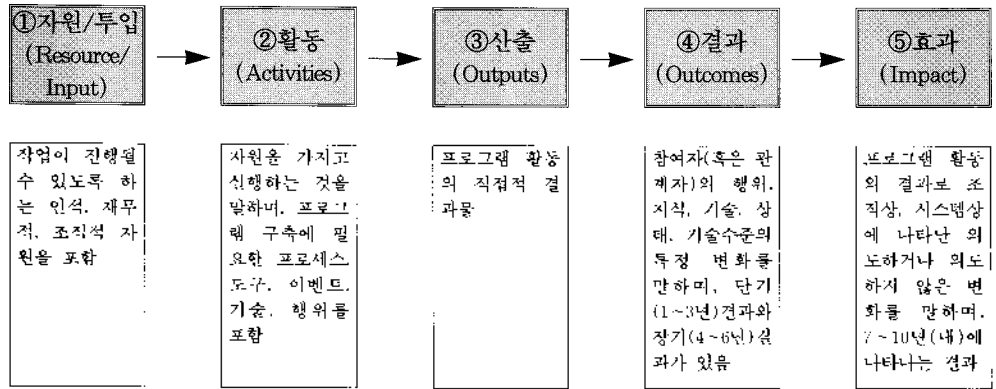 ①자원/투입
(Resource/
Input)
②활동
(Activities)
③산출
(Outputs)
④결과
(Outcomes)
⑤효과
(Impact)
작업이 진행될
수 있도록 하
는 인적, 재무
적, 조직적 자
원을 포함
자원을 가지고
실행하는 것을
말하며, 프로그
램 구축에 필
요한 프로세스
도구, 이벤트,
기술, 행위를
포함
프로그램 활동
의 직접적 결
과물
참여자(혹은 관
계자)의 행위,
지식, 기술, 상
태, 기술수준의
특정 변화를
말하며, 단기
(1~3년)결과와
장기(4~6년)결
과가 있음
프로그램 활동
의 결과로 조
직상, 시스템상
에 나타난 의
도하거나 의도
하지 않은 변
화를 말하며,
7~10년(내)에
나타나는 결과